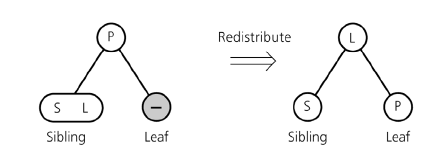 P
Redistribute
L
S L
–
S
P
Sibling
Leaf
Sibling
Leaf